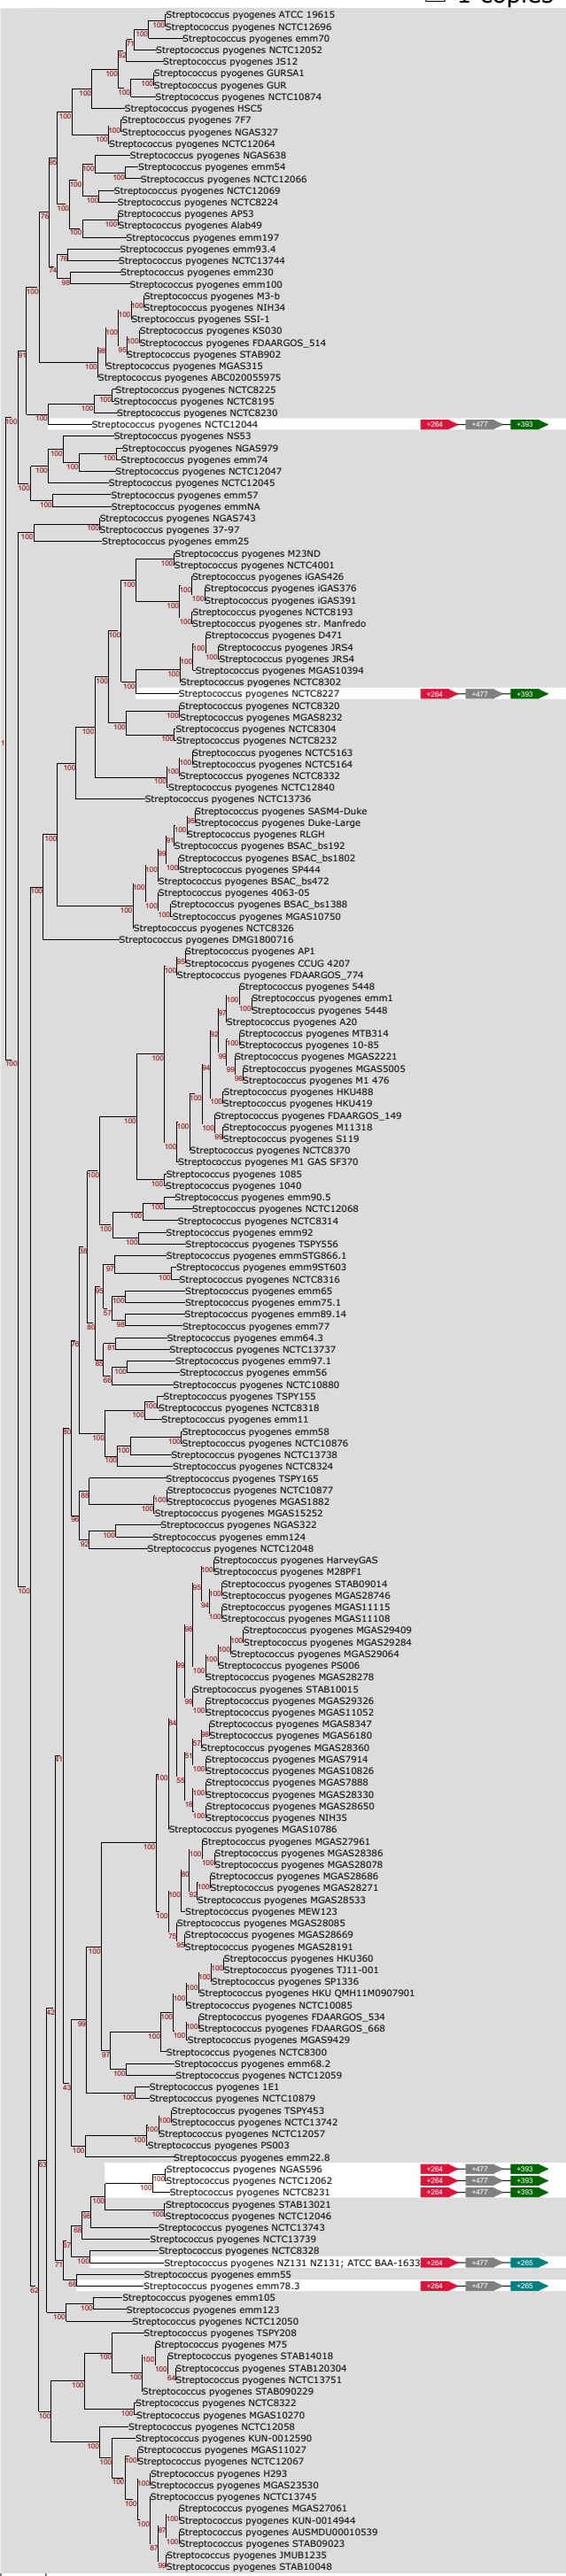 1 copies
Streptococcus pyogenes ATCC 19615
Streptococcus pyogenes NCTC12696
Streptococcus pyogenes emm70
Streptococcus pyogenes NCTC12052
Streptococcus pyogenes JS12
Streptococcus pyogenes GURSA1
Streptococcus pyogenes GUR
Streptococcus pyogenes NCTC10874
Streptococcus pyogenes HSC5
Streptococcus pyogenes 7F7
Streptococcus pyogenes NGAS327
Streptococcus pyogenes NCTC12064
Streptococcus pyogenes NGAS638
Streptococcus pyogenes emm54
Streptococcus pyogenes NCTC12066
Streptococcus pyogenes NCTC12069
Streptococcus pyogenes NCTC8224
Streptococcus pyogenes AP53
Streptococcus pyogenes Alab49
Streptococcus pyogenes emm197
Streptococcus pyogenes emm93.4
Streptococcus pyogenes NCTC13744
Streptococcus pyogenes emm230
Streptococcus pyogenes emm100
Streptococcus pyogenes M3-b
Streptococcus pyogenes NIH34
Streptococcus pyogenes SSI-1
Streptococcus pyogenes KS030
Streptococcus pyogenes FDAARGOS_514
Streptococcus pyogenes STAB902
Streptococcus pyogenes MGAS315
Streptococcus pyogenes ABC020055975
Streptococcus pyogenes NCTC8225
Streptococcus pyogenes NCTC8195
Streptococcus pyogenes NCTC8230
Streptococcus pyogenes NCTC12044 +264 +477 +393
Streptococcus pyogenes NS53
Streptococcus pyogenes NGAS979
Streptococcus pyogenes emm74
Streptococcus pyogenes NCTC12047
Streptococcus pyogenes NCTC12045
Streptococcus pyogenes emm57
Streptococcus pyogenes emmNA
Streptococcus pyogenes NGAS743
Streptococcus pyogenes 37-97
Streptococcus pyogenes emm25
Streptococcus pyogenes M23ND
Streptococcus pyogenes NCTC4001
Streptococcus pyogenes iGAS426
Streptococcus pyogenes iGAS376
Streptococcus pyogenes iGAS391
Streptococcus pyogenes NCTC8193
Streptococcus pyogenes str. Manfredo
Streptococcus pyogenes D471
Streptococcus pyogenes JRS4
Streptococcus pyogenes JRS4
Streptococcus pyogenes MGAS10394
Streptococcus pyogenes NCTC8302
Streptococcus pyogenes NCTC8227 +264 +477 +393
Streptococcus pyogenes NCTC8320
Streptococcus pyogenes MGAS8232
Streptococcus pyogenes NCTC8304
Streptococcus pyogenes NCTC8232
Streptococcus pyogenes NCTC5163
Streptococcus pyogenes NCTC5164
Streptococcus pyogenes NCTC8332
Streptococcus pyogenes NCTC12840
Streptococcus pyogenes NCTC13736
Streptococcus pyogenes SASM4-Duke
Streptococcus pyogenes Duke-Large
Streptococcus pyogenes RLGH
Streptococcus pyogenes BSAC_bs192
Streptococcus pyogenes BSAC_bs1802
Streptococcus pyogenes SP444
Streptococcus pyogenes BSAC_bs472
Streptococcus pyogenes 4063-05
Streptococcus pyogenes BSAC_bs1388
Streptococcus pyogenes MGAS10750
Streptococcus pyogenes NCTC8326
Streptococcus pyogenes DMG1800716
Streptococcus pyogenes AP1
Streptococcus pyogenes CCUG 4207
Streptococcus pyogenes FDAARGOS_774
Streptococcus pyogenes 5448
Streptococcus pyogenes emm1
Streptococcus pyogenes 5448
Streptococcus pyogenes A20
Streptococcus pyogenes MTB314
Streptococcus pyogenes 10-85
Streptococcus pyogenes MGAS2221
Streptococcus pyogenes MGAS5005
Streptococcus pyogenes M1 476
Streptococcus pyogenes HKU488
Streptococcus pyogenes HKU419
Streptococcus pyogenes FDAARGOS_149
Streptococcus pyogenes M11318
Streptococcus pyogenes S119
Streptococcus pyogenes NCTC8370
Streptococcus pyogenes M1 GAS SF370
Streptococcus pyogenes 1085
Streptococcus pyogenes 1040
Streptococcus pyogenes emm90.5
Streptococcus pyogenes NCTC12068
Streptococcus pyogenes NCTC8314
Streptococcus pyogenes emm92
Streptococcus pyogenes TSPY556
Streptococcus pyogenes emmSTG866.1
Streptococcus pyogenes emm9ST603
Streptococcus pyogenes NCTC8316
Streptococcus pyogenes emm65
Streptococcus pyogenes emm75.1
Streptococcus pyogenes emm89.14
Streptococcus pyogenes emm77
Streptococcus pyogenes emm64.3
Streptococcus pyogenes NCTC13737
Streptococcus pyogenes emm97.1
Streptococcus pyogenes emm56
Streptococcus pyogenes NCTC10880
Streptococcus pyogenes TSPY155
Streptococcus pyogenes NCTC8318
Streptococcus pyogenes emm11
Streptococcus pyogenes emm58
Streptococcus pyogenes NCTC10876
Streptococcus pyogenes NCTC13738
Streptococcus pyogenes NCTC8324
Streptococcus pyogenes TSPY165
Streptococcus pyogenes NCTC10877
Streptococcus pyogenes MGAS1882
Streptococcus pyogenes MGAS15252
Streptococcus pyogenes NGAS322
Streptococcus pyogenes emm124
Streptococcus pyogenes NCTC12048
Streptococcus pyogenes HarveyGAS
Streptococcus pyogenes M28PF1
Streptococcus pyogenes STAB09014
Streptococcus pyogenes MGAS28746
Streptococcus pyogenes MGAS11115
Streptococcus pyogenes MGAS11108
Streptococcus pyogenes MGAS29409
Streptococcus pyogenes MGAS29284
Streptococcus pyogenes MGAS29064
Streptococcus pyogenes PS006
Streptococcus pyogenes MGAS28278
Streptococcus pyogenes STAB10015
Streptococcus pyogenes MGAS29326
Streptococcus pyogenes MGAS11052
Streptococcus pyogenes MGAS8347
Streptococcus pyogenes MGAS6180
Streptococcus pyogenes MGAS28360
Streptococcus pyogenes MGAS7914
Streptococcus pyogenes MGAS10826
Streptococcus pyogenes MGAS7888
Streptococcus pyogenes MGAS28330
Streptococcus pyogenes MGAS28650
Streptococcus pyogenes NIH35
Streptococcus pyogenes MGAS10786
Streptococcus pyogenes MGAS27961
Streptococcus pyogenes MGAS28386
Streptococcus pyogenes MGAS28078
Streptococcus pyogenes MGAS28686
Streptococcus pyogenes MGAS28271
Streptococcus pyogenes MGAS28533
Streptococcus pyogenes MEW123
Streptococcus pyogenes MGAS28085
Streptococcus pyogenes MGAS28669
Streptococcus pyogenes MGAS28191
Streptococcus pyogenes HKU360
Streptococcus pyogenes TJ11-001
Streptococcus pyogenes SP1336
Streptococcus pyogenes HKU QMH11M0907901
Streptococcus pyogenes NCTC10085
Streptococcus pyogenes FDAARGOS_534
Streptococcus pyogenes FDAARGOS_668
Streptococcus pyogenes MGAS9429
Streptococcus pyogenes NCTC8300
Streptococcus pyogenes emm68.2
Streptococcus pyogenes NCTC12059
Streptococcus pyogenes 1E1
Streptococcus pyogenes NCTC10879
Streptococcus pyogenes TSPY453
Streptococcus pyogenes NCTC13742
Streptococcus pyogenes NCTC12057
Streptococcus pyogenes PS003
Streptococcus pyogenes emm22.8
Streptococcus pyogenes NGAS596 +264 +477 +393
Streptococcus pyogenes NCTC12062 +264 +477 +393
Streptococcus pyogenes NCTC8231 +264 +477 +393
Streptococcus pyogenes STAB13021
Streptococcus pyogenes NCTC12046
Streptococcus pyogenes NCTC13743
Streptococcus pyogenes NCTC13739
Streptococcus pyogenes NCTC8328
Streptococcus pyogenes NZ131 NZ131; ATCC BAA-1633 +264 +477 +265
Streptococcus pyogenes emm55
Streptococcus pyogenes emm78.3 +264 +477 +265
Streptococcus pyogenes emm105
Streptococcus pyogenes emm123
Streptococcus pyogenes NCTC12050
Streptococcus pyogenes TSPY208
Streptococcus pyogenes M75
Streptococcus pyogenes STAB14018
Streptococcus pyogenes STAB120304
Streptococcus pyogenes NCTC13751
Streptococcus pyogenes STAB090229
Streptococcus pyogenes NCTC8322
Streptococcus pyogenes MGAS10270
Streptococcus pyogenes NCTC12058
Streptococcus pyogenes KUN-0012590
Streptococcus pyogenes MGAS11027
Streptococcus pyogenes NCTC12067
Streptococcus pyogenes H293
Streptococcus pyogenes MGAS23530
Streptococcus pyogenes NCTC13745
Streptococcus pyogenes MGAS27061
Streptococcus pyogenes KUN-0014944
Streptococcus pyogenes AUSMDU00010539
Streptococcus pyogenes STAB09023
Streptococcus pyogenes JMUB1235
Streptococcus pyogenes STAB10048